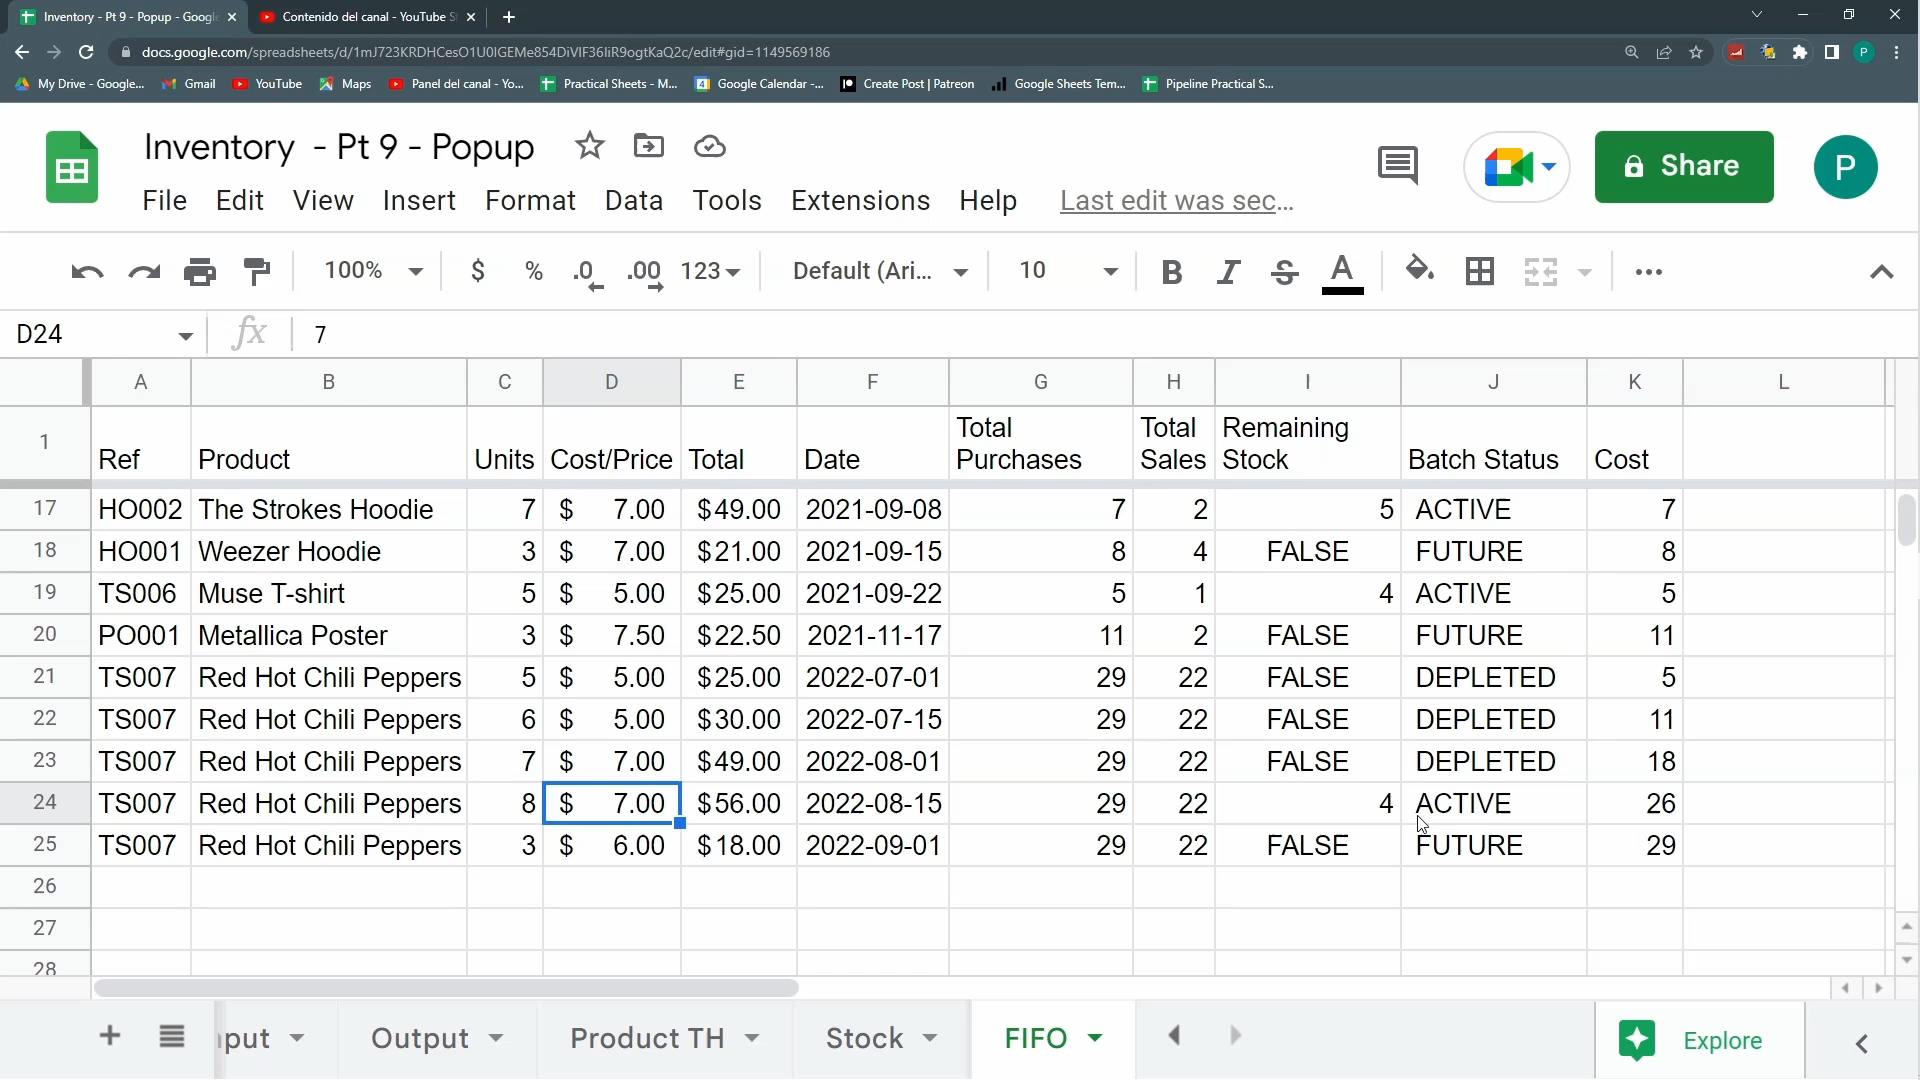 Inventory - Pt 9 - Popup - Google
Contenido del canal - YouTube S
docs.google.com/spreadsheets/d/1mJ723KRDHCesO1U0IGEMe854DiVIF36IiR9ogtKaQ2c/edit#gid=1149569186
P
My Drive - Google... Gmail YouTube Maps Panel del canal - Yo... Practical Sheets - M... Google Calendar -... Create Post | Patreon Google Sheets Tem... Pipeline Practical S...
Inventory - Pt 9 - Popup
Share
P
File Edit View Insert Format Data Tools Extensions Help Last edit was sec...
100% $ % .0 .00 123 Default (Ari... 10 B I S A
D24 fx 7
A B C D E F G H I J K L
1 Ref Product Units Cost/Price Total Date Total Purchases Total Sales Remaining Stock Batch Status Cost
17 HO002 The Strokes Hoodie 7 $ 7.00 $49.00 2021-09-08 7 2 5 ACTIVE 7
18 HO001 Weezer Hoodie 3 $ 7.00 $21.00 2021-09-15 8 4 FALSE FUTURE 8
19 TS006 Muse T-shirt 5 $ 5.00 $25.00 2021-09-22 5 1 4 ACTIVE 5
20 PO001 Metallica Poster 3 $ 7.50 $22.50 2021-11-17 11 2 FALSE FUTURE 11
21 TS007 Red Hot Chili Peppers 5 $ 5.00 $25.00 2022-07-01 29 22 FALSE DEPLETED 5
22 TS007 Red Hot Chili Peppers 6 $ 5.00 $30.00 2022-07-15 29 22 FALSE DEPLETED 11
23 TS007 Red Hot Chili Peppers 7 $ 7.00 $49.00 2022-08-01 29 22 FALSE DEPLETED 18
24 TS007 Red Hot Chili Peppers 8 $ 7.00 $56.00 2022-08-15 29 22 4 ACTIVE 26
25 TS007 Red Hot Chili Peppers 3 $ 6.00 $18.00 2022-09-01 29 22 FALSE FUTURE 29
26
27
28
nput Output Product TH Stock FIFO Explore